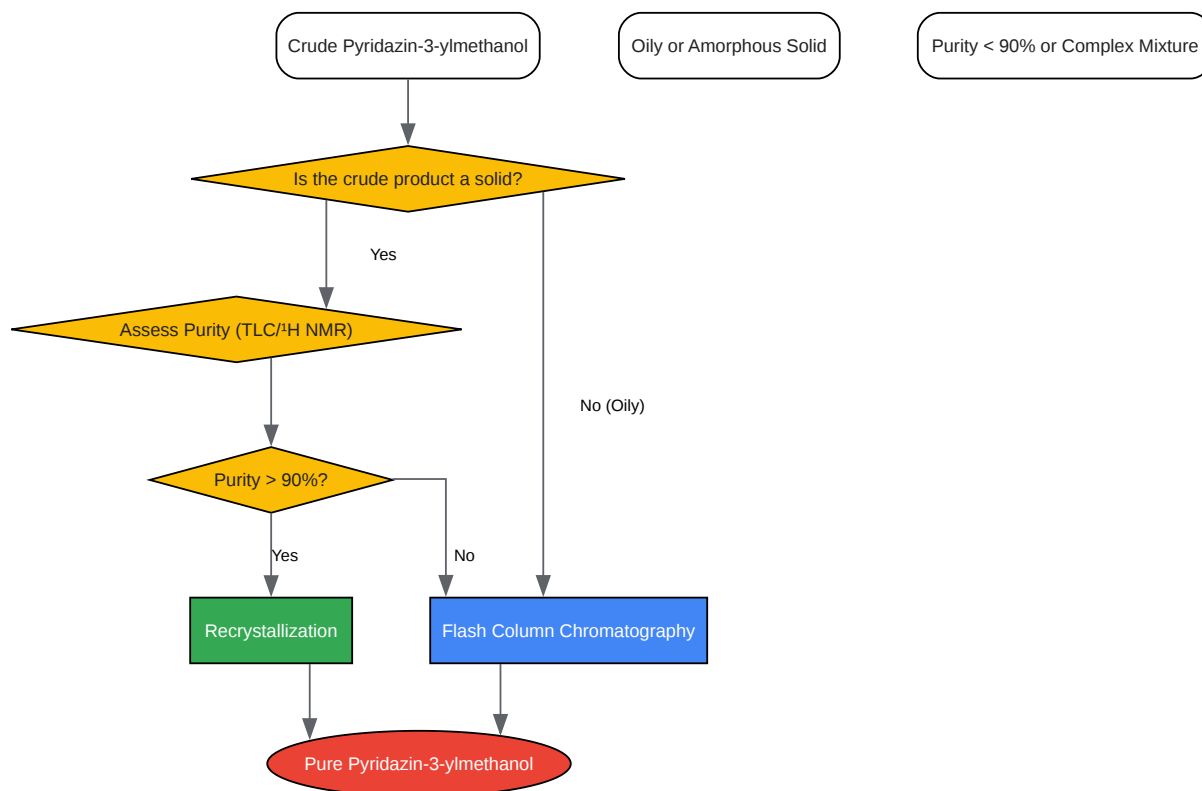 Crude Pyridazin-3-ylmethanol
Oily or Amorphous Solid
Purity < 90% or Complex Mixture
Is the crude product a solid?
Yes
Assess Purity (TLC/¹H NMR)
No (Oily)
Purity > 90%?
Yes
No
Recrystallization
Flash Column Chromatography
Pure Pyridazin-3-ylmethanol